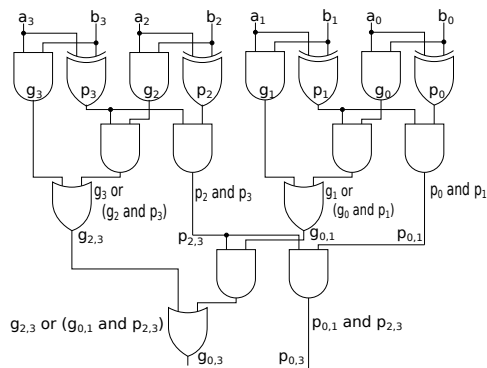 a₃ b₃ a₂ b₂ a₁ b₁ a₀ b₀
g₃ p₃ g₂ p₂ g₁ p₁ g₀ p₀
g₃ or
(g₂ and p₃)
p₂ and p₃
g₁ or
(g₀ and p₁)
p₀ and p₁
g₂,₃ p₂,₃ g₀,₁ p₀,₁
g₂,₃ or (g₀,₁ and p₂,₃)
p₀,₁ and p₂,₃
g₀,₃ p₀,₃